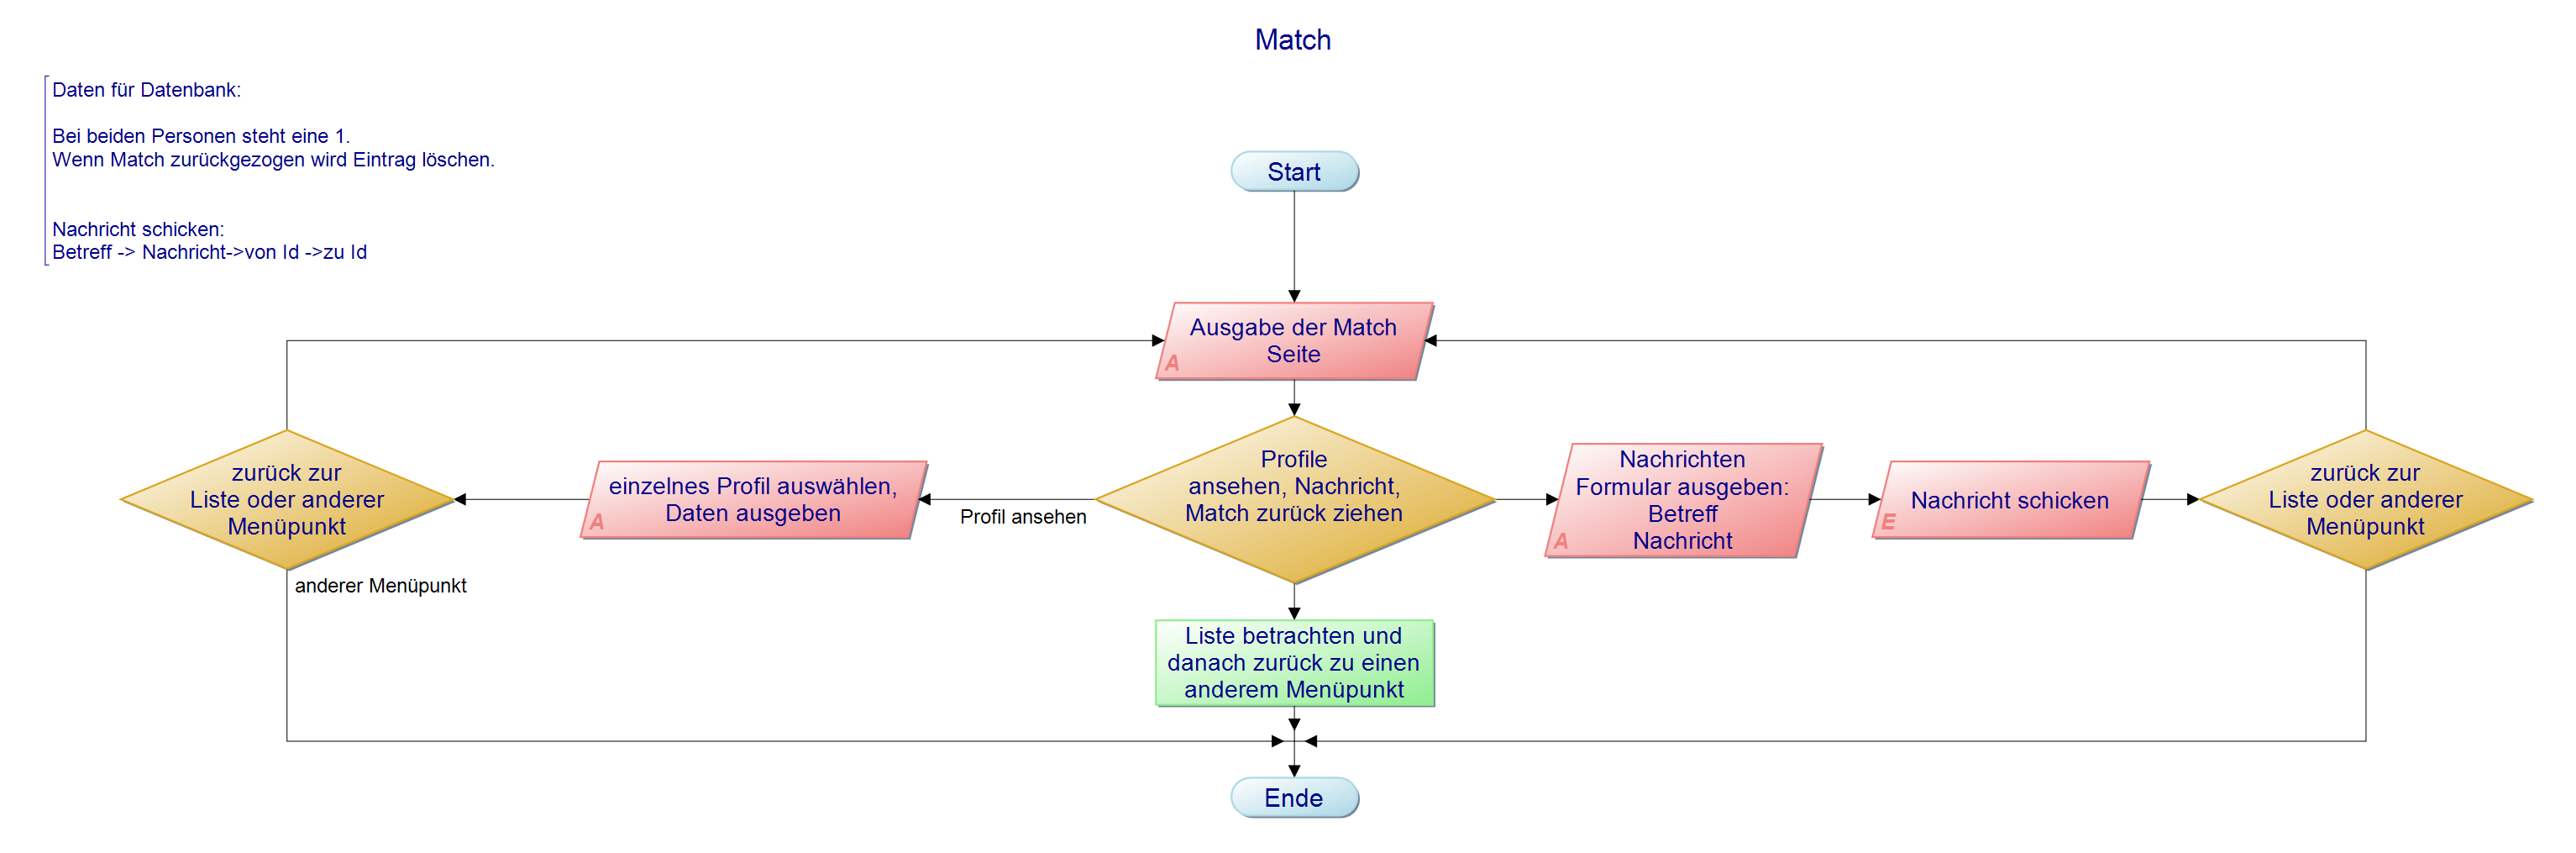 Match
Daten für Datenbank:
Bei beiden Personen steht eine 1.
Wenn Match zurückgezogen wird Eintrag löschen.
Nachricht schicken:
Betreff -> Nachricht->von Id ->zu Id
Start
Ausgabe der Match
Seite
A
zurück zur
Liste oder anderer
Menüpunkt
einzelnes Profil auswählen,
Daten ausgeben
A
Profil ansehen
Profile
ansehen, Nachricht,
Match zurück ziehen
Nachrichten
Formular ausgeben:
Betreff
Nachricht
A
Nachricht schicken
E
zurück zur
Liste oder anderer
Menüpunkt
anderer Menüpunkt
Liste betrachten und
danach zurück zu einen
anderem Menüpunkt
Ende